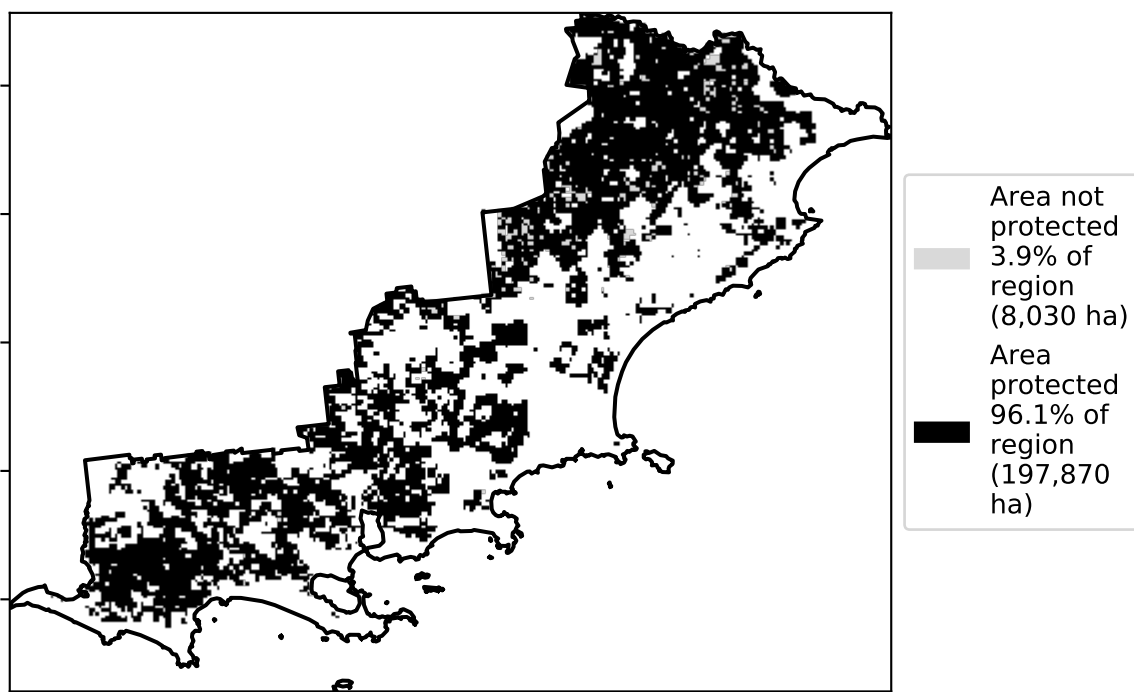 Area not
protected
3.9% of
region
(8,030 ha)
Area
protected
96.1% of
region
(197,870
ha)